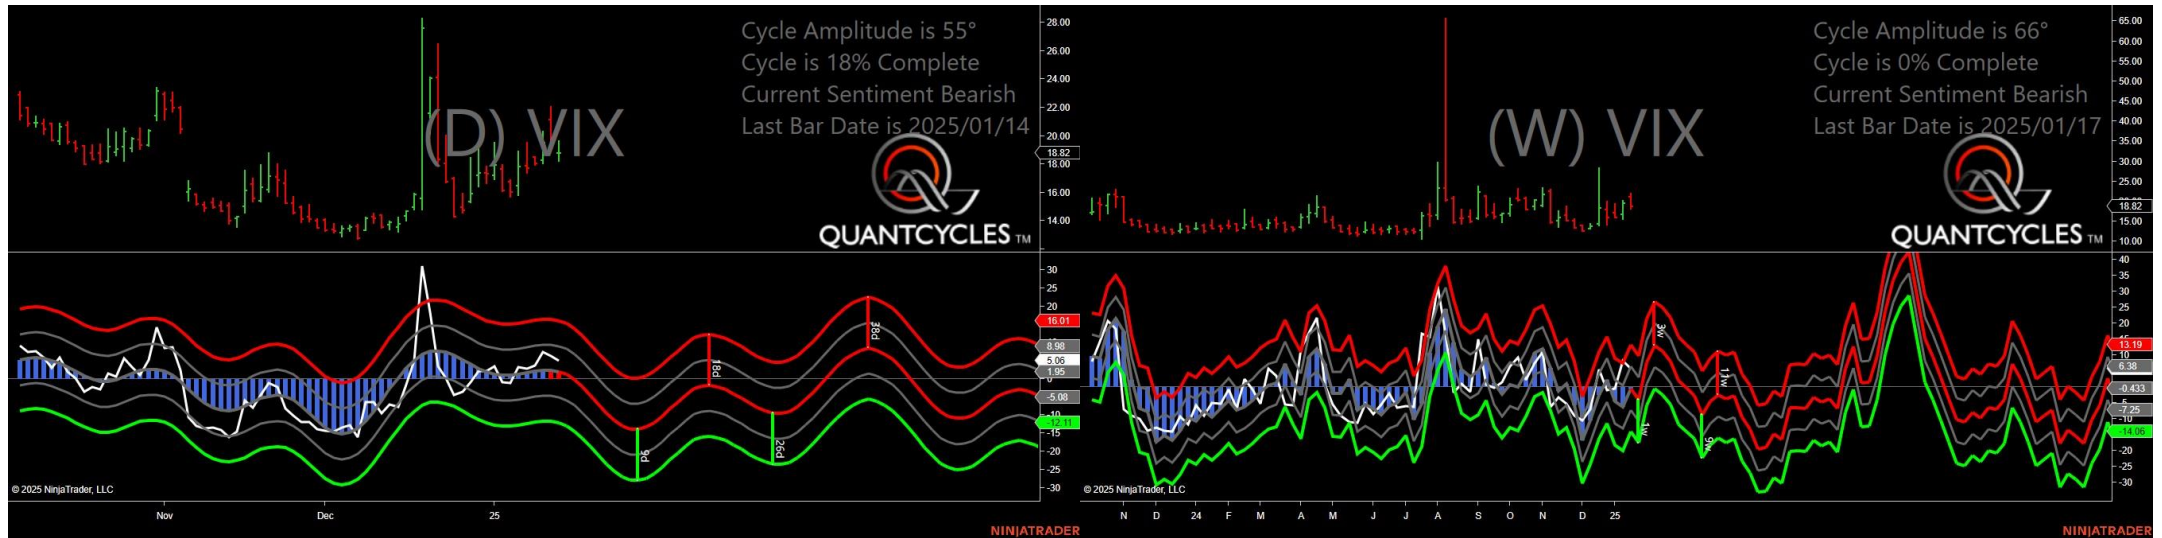 Cycle Amplitude is 55°
Cycle is 18% Complete
Current Sentiment Bearish
Last Bar Date is 2025/01/14
(D) VIX
QUANTCYCLES TM
28.00
26.00
24.00
22.00
20.00
18.82
18.00
16.00
14.00
30
25
20
16.01
8.98
5.06
1.95
0
-5.08
-10
-12.11
-15
-20
-25
-30
9d
18d
26d
38d
© 2025 NinjaTrader, LLC
Nov Dec 25
NINJATRADER
Cycle Amplitude is 66°
Cycle is 0% Complete
Current Sentiment Bearish
Last Bar Date is 2025/01/17
(W) VIX
QUANTCYCLES TM
65.00
60.00
55.00
50.00
45.00
40.00
35.00
30.00
25.00
18.82
15.00
10.00
40
35
30
25
20
13.19
10
6.38
-0.433
-7.25
-10
-14.06
-20
-25
-30
1w
3w
9w
11w
© 2025 NinjaTrader, LLC
N D 24 F M A M J J A S O N D 25
NINJATRADER